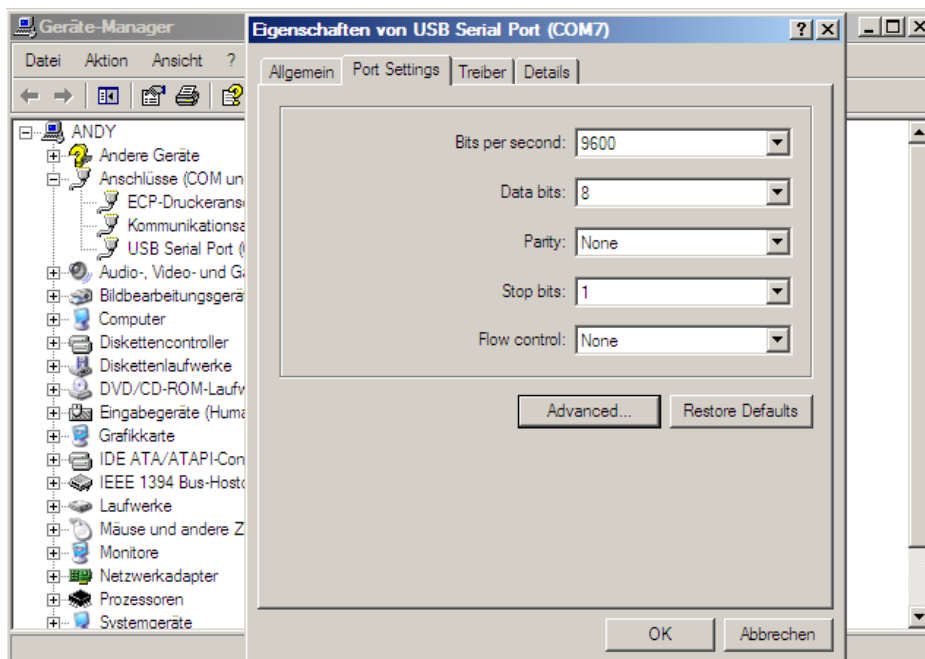 Geräte-Manager
Datei Aktion Ansicht ?
ANDY
Andere Geräte
Anschlüsse (COM un
ECP-Druckerans
Kommunikationsa
USB Serial Port (
Audio-, Video- und G
Bildbearbeitungsgerä
Computer
Diskettencontroller
Diskettenlaufwerke
DVD/CD-ROM-Laufw
Eingabegeräte (Huma
Grafikkarte
IDE ATA/ATAPI-Con
IEEE 1394 Bus-Hostc
Laufwerke
Mäuse und andere Z
Monitore
Netzwerkadapter
Prozessoren
Systemgeräte
Eigenschaften von USB Serial Port (COM7)
Allgemein Port Settings Treiber Details
Bits per second: 9600
Data bits: 8
Parity: None
Stop bits: 1
Flow control: None
Advanced... Restore Defaults
OK Abbrechen